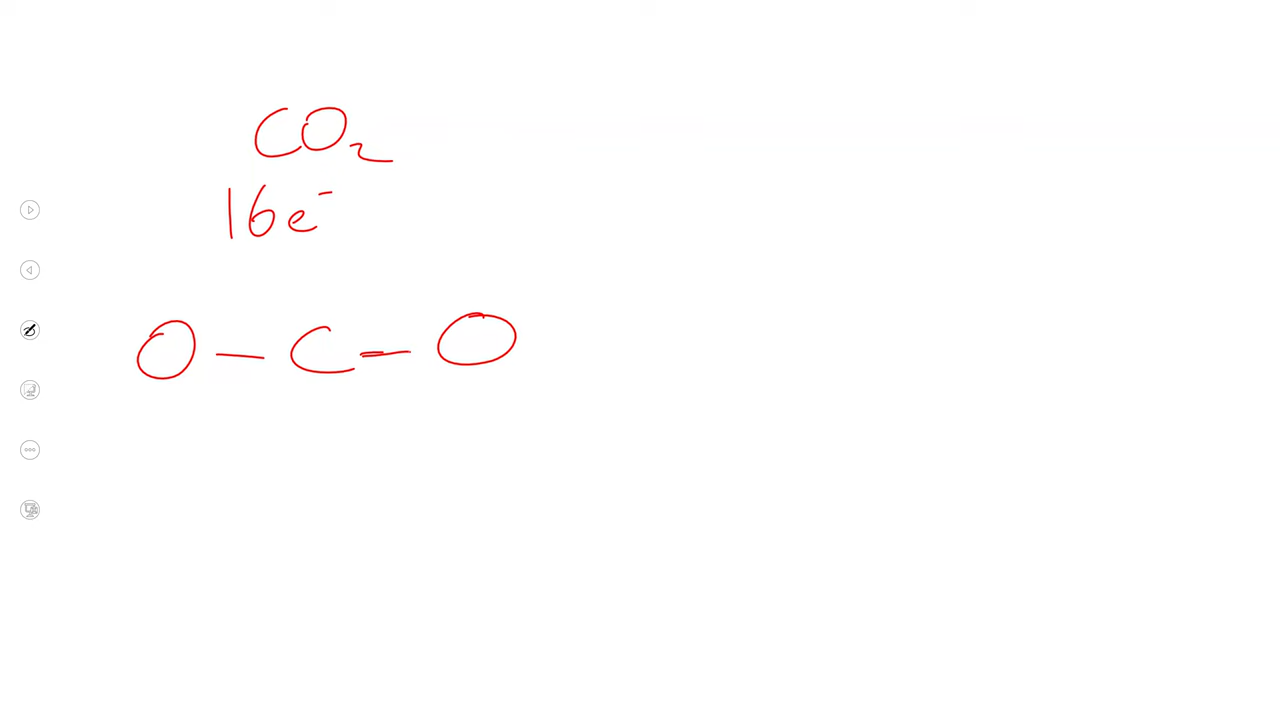 CO₂
16e⁻
O – C – O